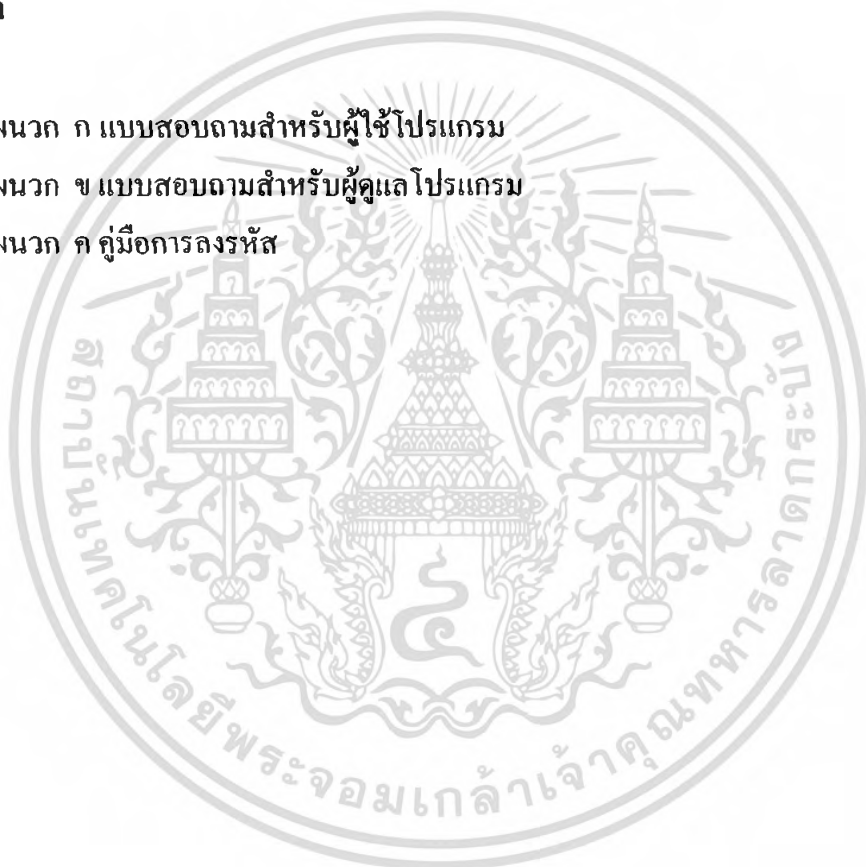 ผนวก ก แบบสอบถามสำหรับผู้ใช้โปรแกรม
ผนวก ข แบบสอบถามสำหรับผู้ดูแลโปรแกรม
ผนวก ค คู่มือการลงรหัส
สถาบันเทคโนโลยีพระจอมเกล้าเจ้าคุณทหารลาดกระบัง